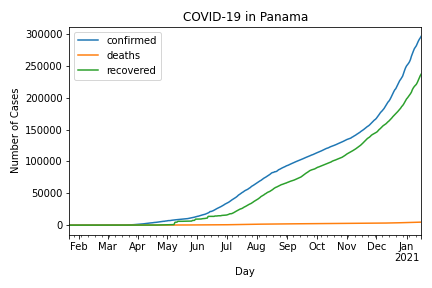 COVID-19 in Panama
confirmed
deaths
recovered
Number of Cases
300000
250000
200000
150000
100000
50000
0
Feb Mar Apr May Jun Jul Aug Sep Oct Nov Dec Jan
2021
Day